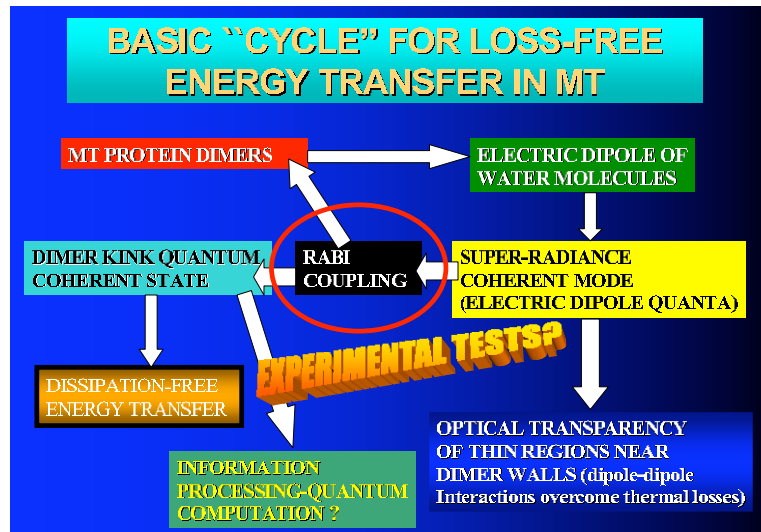 BASIC ``CYCLE” FOR LOSS-FREE
ENERGY TRANSFER IN MT
MT PROTEIN DIMERS
ELECTRIC DIPOLE OF
WATER MOLECULES
DIMER KINK QUANTUM
COHERENT STATE
RABI
COUPLING
SUPER-RADIANCE
COHERENT MODE
(ELECTRIC DIPOLE QUANTA)
EXPERIMENTAL TESTS?
DISSIPATION-FREE
ENERGY TRANSFER
OPTICAL TRANSPARENCY
OF THIN REGIONS NEAR
DIMER WALLS (dipole-dipole
Interactions overcome thermal losses)
INFORMATION
PROCESSING-QUANTUM
COMPUTATION ?